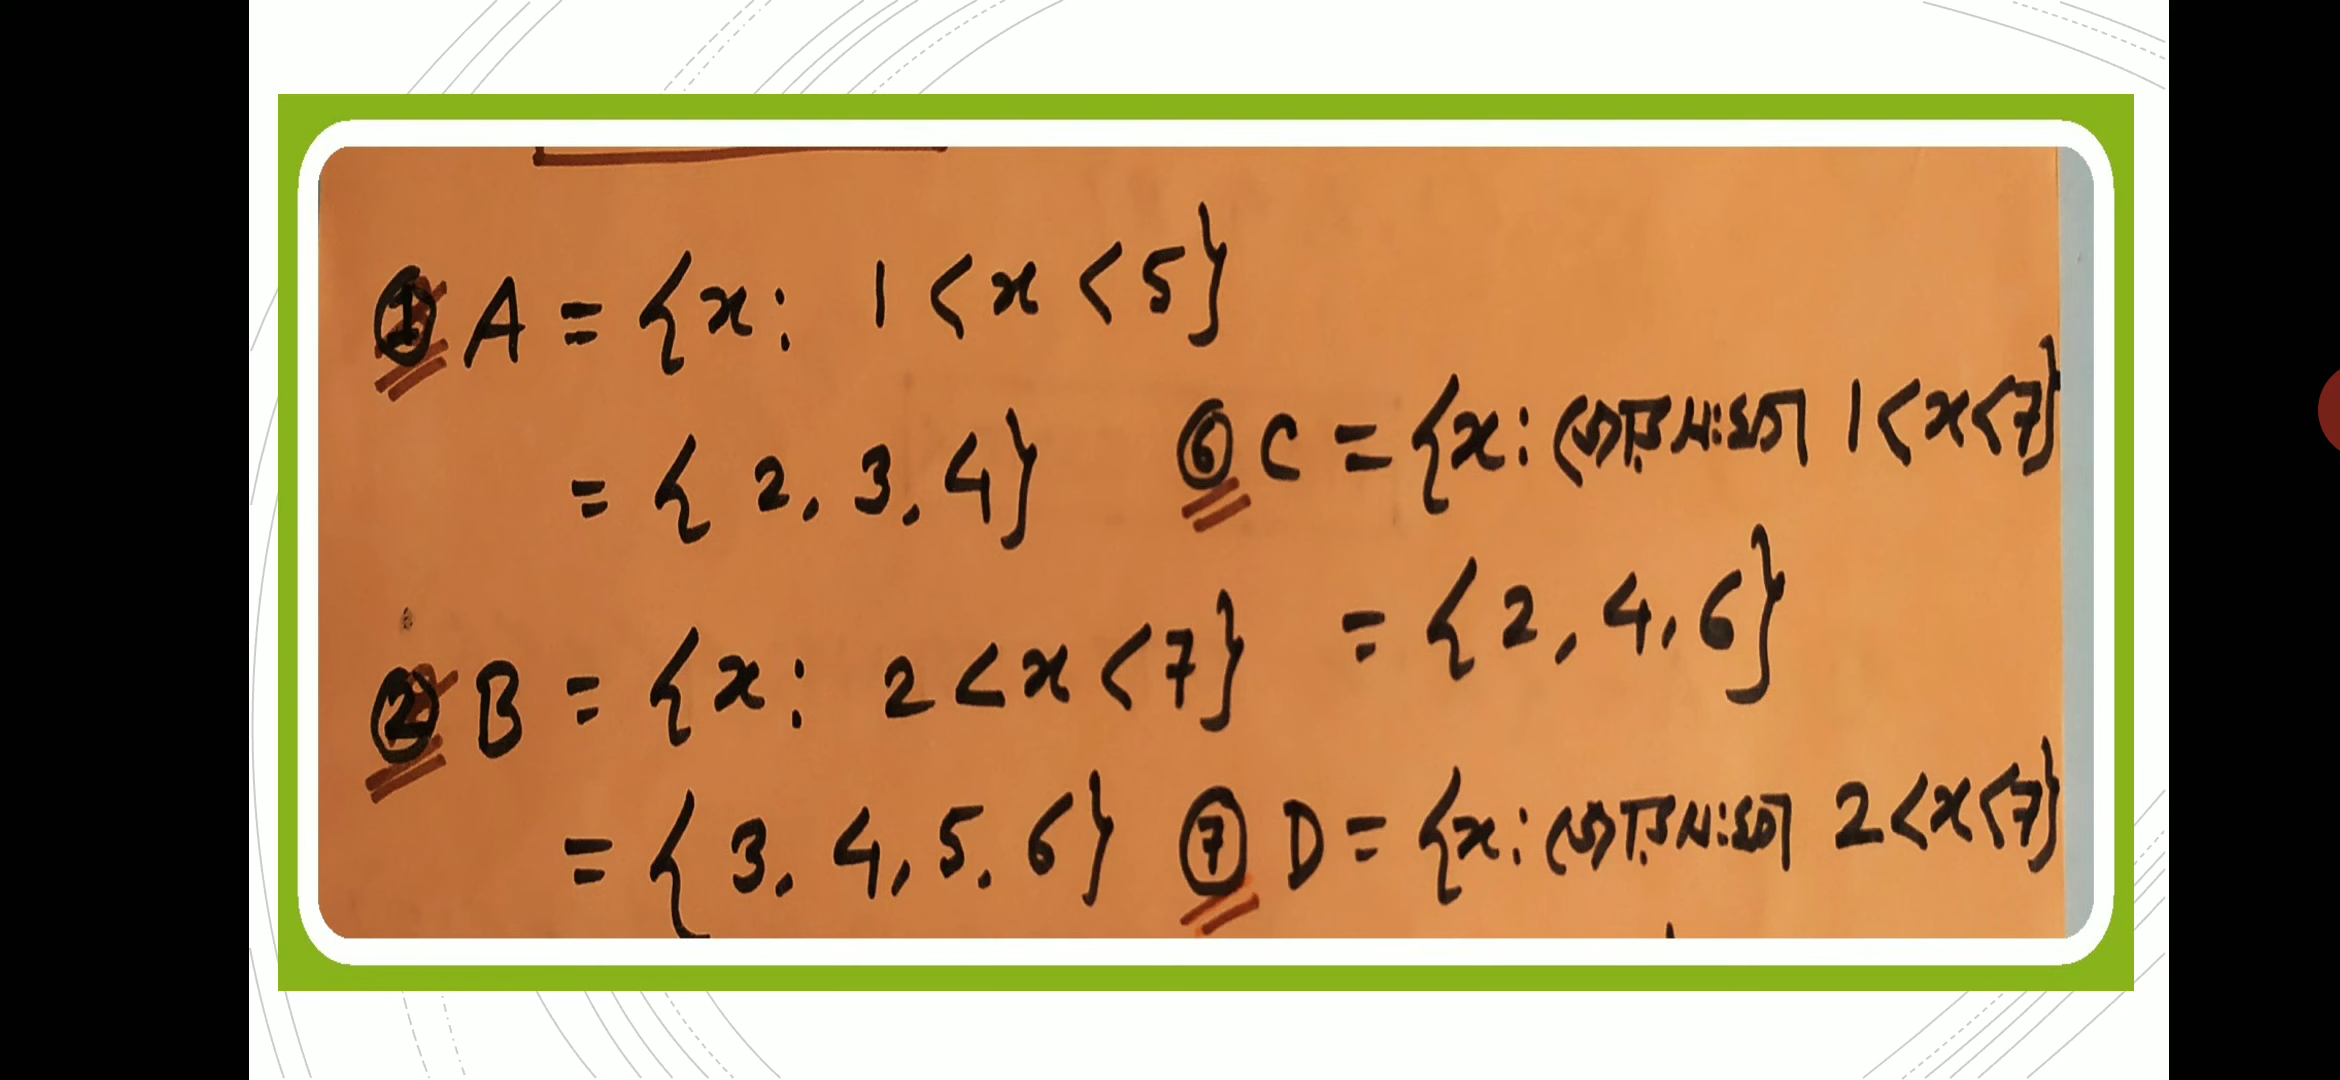 ① A = {x: 1 < x < 5}
= { 2, 3, 4}
② B = {x: 2 < x < 7}
= { 3, 4, 5, 6}
⑥ C = {x: 1 < x < 7}
= { 2, 4, 6}
⑦ D = {x: 2 < x < 7}